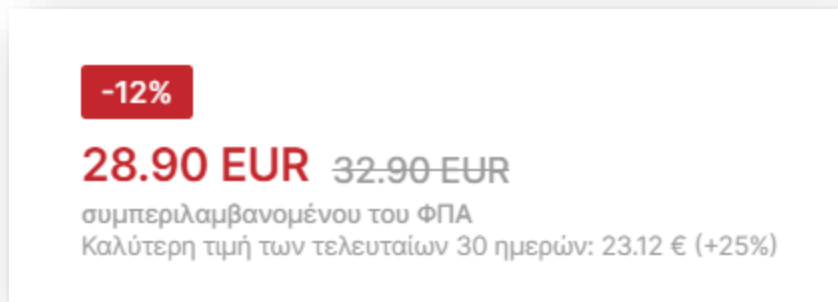 -12%
28.90 EUR 32.90 EUR
συμπεριλαμβανομένου του ΦΠΑ
Καλύτερη τιμή των τελευταίων 30 ημερών: 23.12 € (+25%)